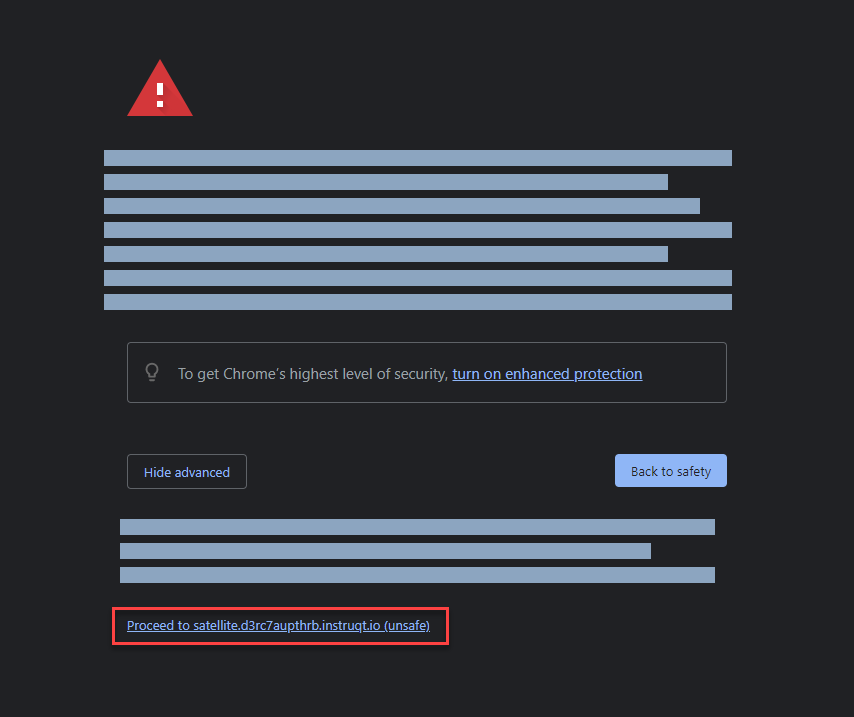 To get Chrome's highest level of security, turn on enhanced protection
Hide advanced
Back to safety
Proceed to satellite.d3rc7aupthrb.instruqt.io (unsafe)